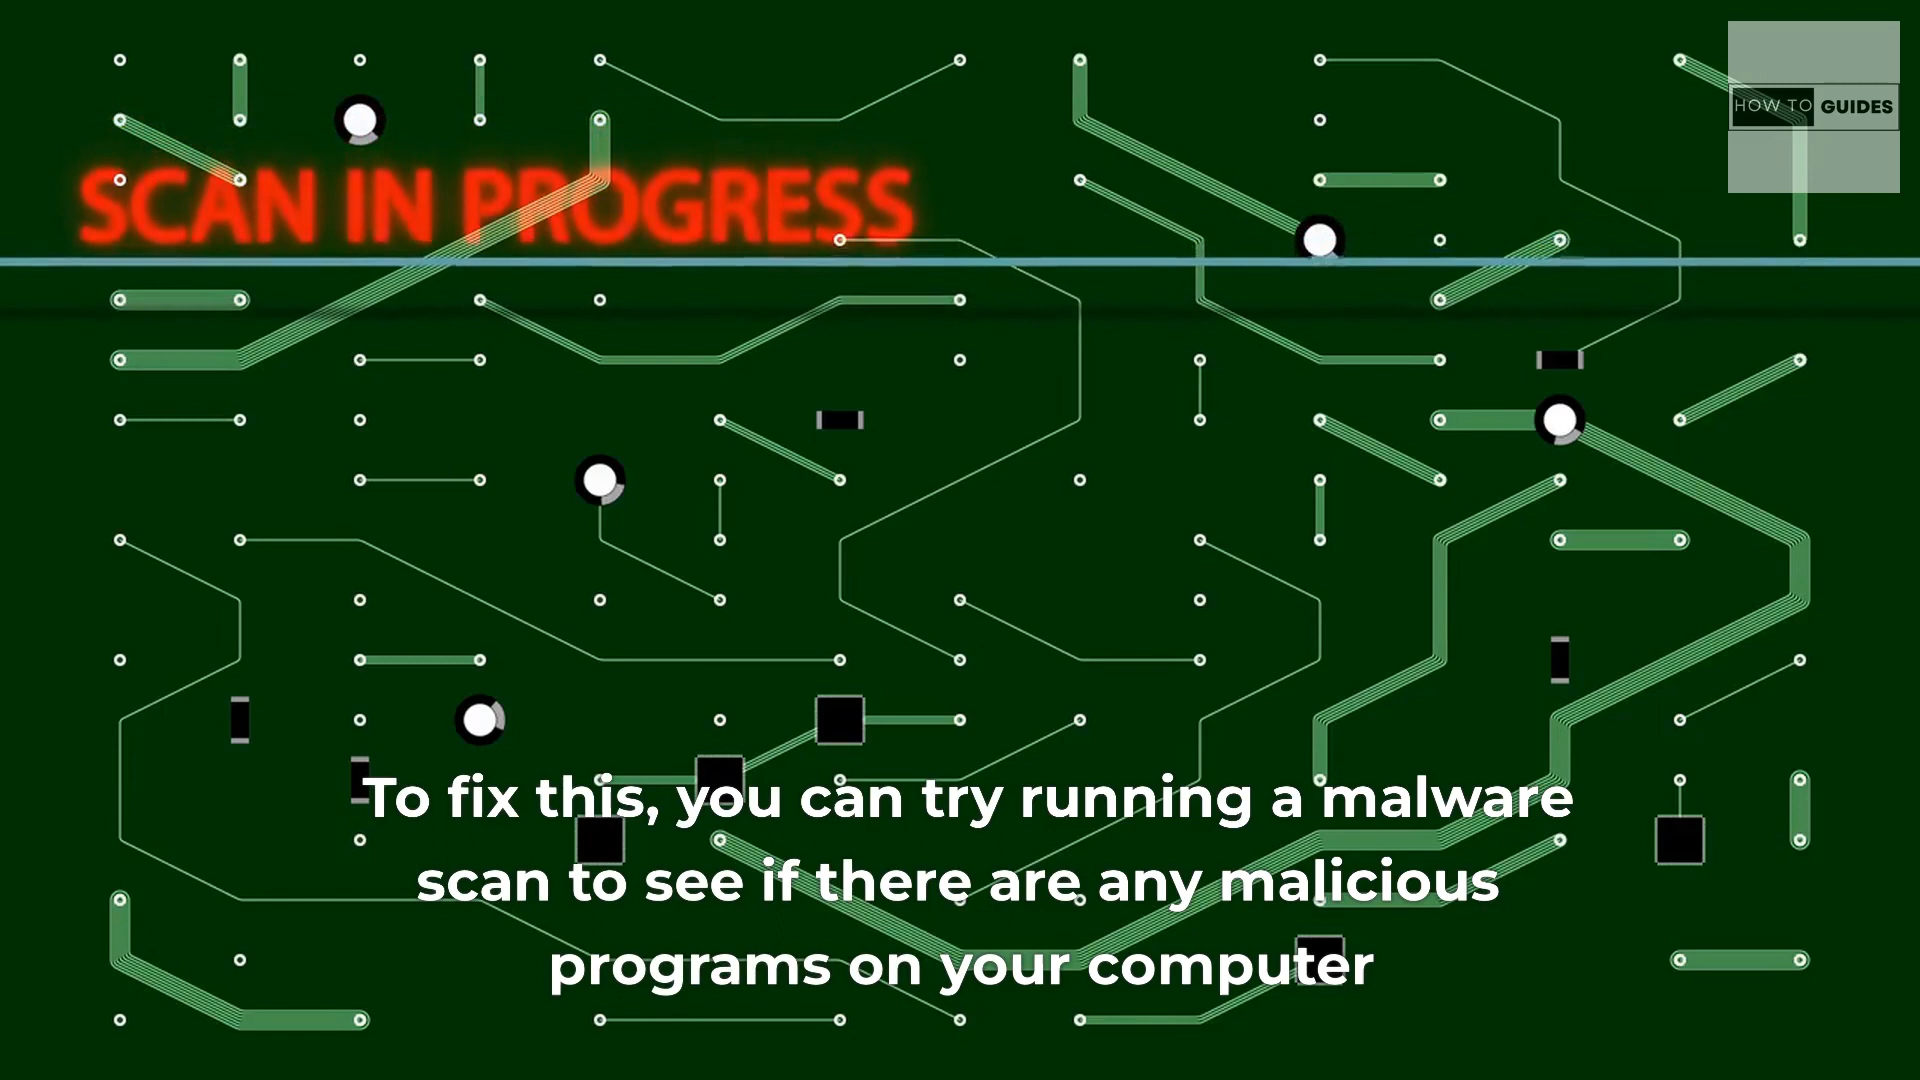 HOW TO GUIDES
SCAN IN PROGRESS
To fix this, you can try running a malware
scan to see if there are any malicious
programs on your computer